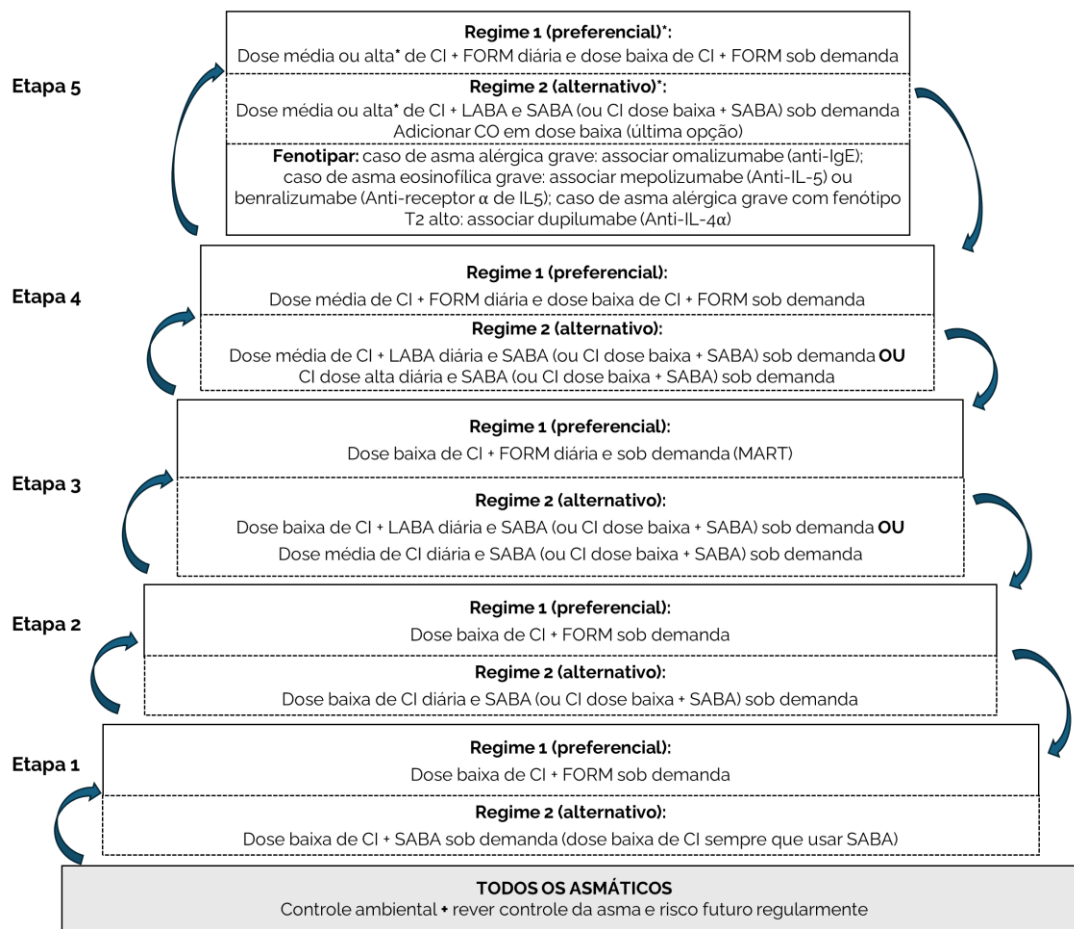 Etapa 5
Regime 1 (preferencial)*:
Dose média ou alta* de CI + FORM diária e dose baixa de CI + FORM sob demanda
Regime 2 (alternativo)*:
Dose média ou alta* de CI + LABA e SABA (ou CI dose baixa + SABA) sob demanda
Adicionar CO em dose baixa (última opção)
Fenotipar: caso de asma alérgica grave: associar omalizumabe (anti-IgE);
caso de asma eosinofílica grave: associar mepolizumabe (Anti-IL-5) ou
benralizumabe (Anti-receptor α de IL5); caso de asma alérgica grave com fenótipo
T2 alto: associar dupilumabe (Anti-IL-4α)
Etapa 4
Regime 1 (preferencial):
Dose média de CI + FORM diária e dose baixa de CI + FORM sob demanda
Regime 2 (alternativo):
Dose média de CI + LABA diária e SABA (ou CI dose baixa + SABA) sob demanda OU
CI dose alta diária e SABA (ou CI dose baixa + SABA) sob demanda
Etapa 3
Regime 1 (preferencial):
Dose baixa de CI + FORM diária e sob demanda (MART)
Regime 2 (alternativo):
Dose baixa de CI + LABA diária e SABA (ou CI dose baixa + SABA) sob demanda OU
Dose média de CI diária e SABA (ou CI dose baixa + SABA) sob demanda
Etapa 2
Regime 1 (preferencial):
Dose baixa de CI + FORM sob demanda
Regime 2 (alternativo):
Dose baixa de CI diária e SABA (ou CI dose baixa + SABA) sob demanda
Etapa 1
Regime 1 (preferencial):
Dose baixa de CI + FORM sob demanda
Regime 2 (alternativo):
Dose baixa de CI + SABA sob demanda (dose baixa de CI sempre que usar SABA)
TODOS OS ASMÁTICOS
Controle ambiental + rever controle da asma e risco futuro regularmente